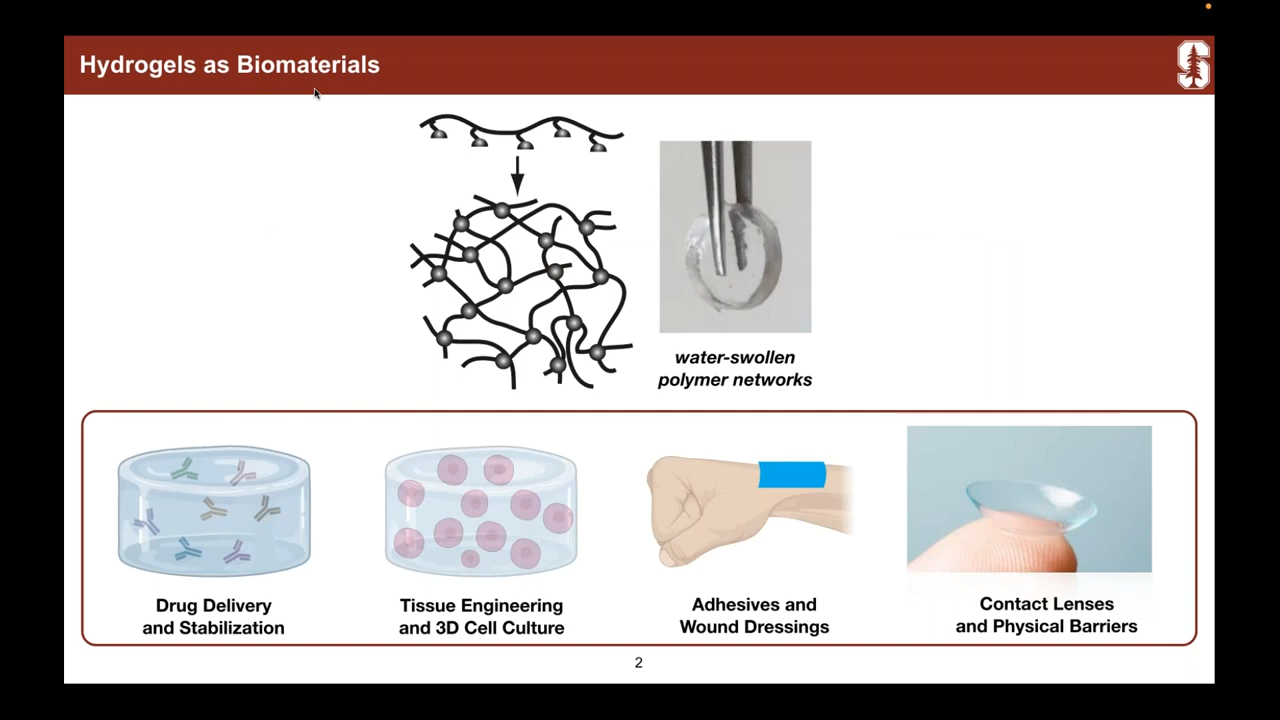 Hydrogels as Biomaterials
S
water-swollen
polymer networks
Drug Delivery
and Stabilization
Tissue Engineering
and 3D Cell Culture
Adhesives and
Wound Dressings
Contact Lenses
and Physical Barriers
2